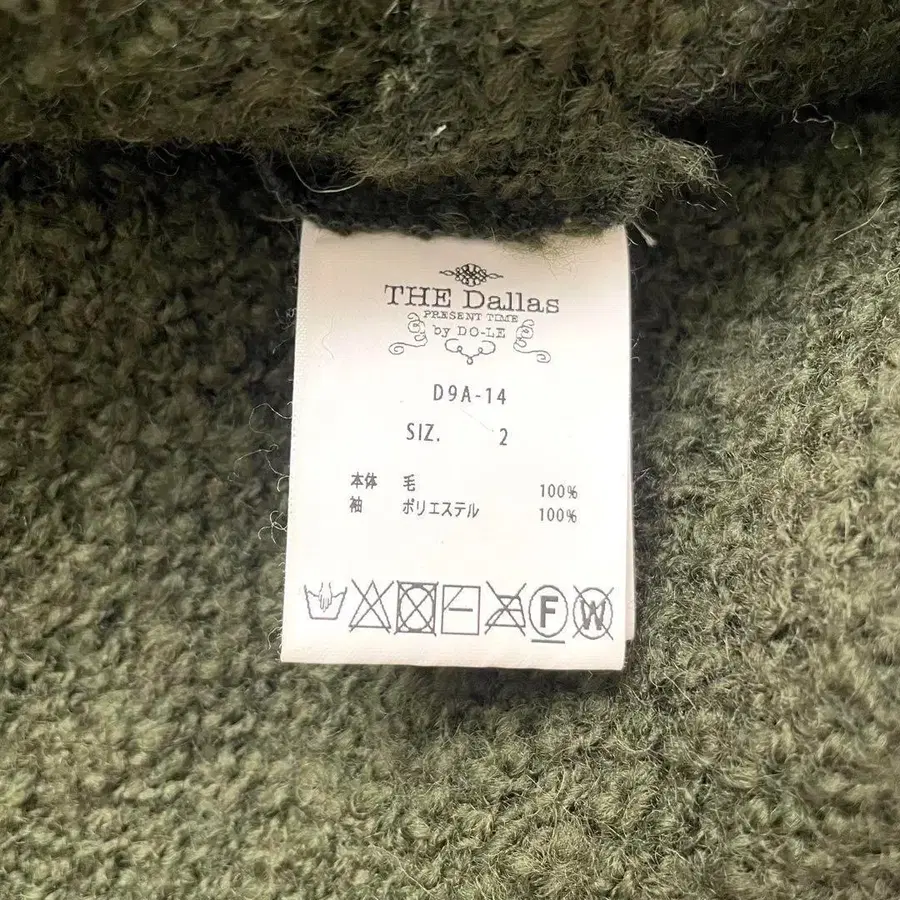 THE Dallas
PRESENT TIME
by DO-LE
D9A-14
SIZ. 2
本体 毛 100%
袖 ポリエステル 100%
F W